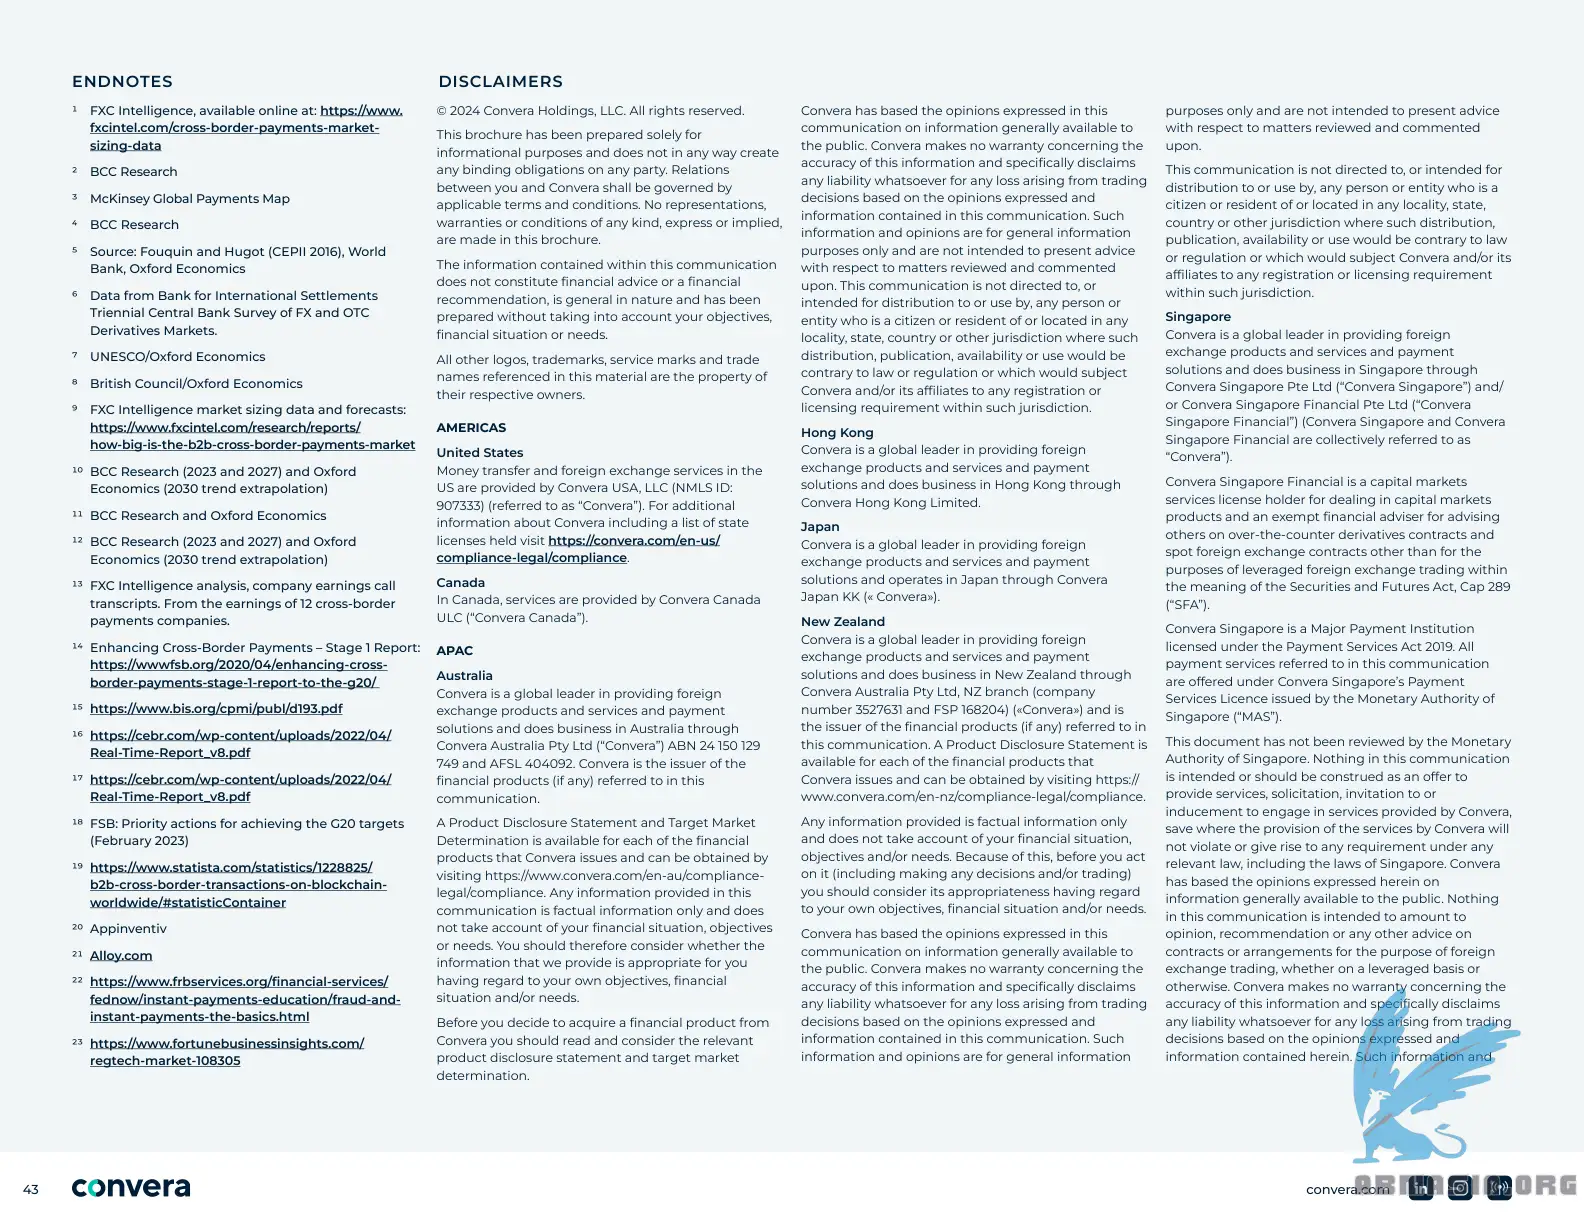 ENDNOTES
¹ FXC Intelligence, available online at: https://www.
fxcintel.com/cross-border-payments-market-
sizing-data
² BCC Research
³ McKinsey Global Payments Map
⁴ BCC Research
⁵ Source: Fouquin and Hugot (CEPII 2016), World
Bank, Oxford Economics
⁶ Data from Bank for International Settlements
Triennial Central Bank Survey of FX and OTC
Derivatives Markets.
⁷ UNESCO/Oxford Economics
⁸ British Council/Oxford Economics
⁹ FXC Intelligence market sizing data and forecasts:
https://www.fxcintel.com/research/reports/
how-big-is-the-b2b-cross-border-payments-market
¹⁰ BCC Research (2023 and 2027) and Oxford
Economics (2030 trend extrapolation)
¹¹ BCC Research and Oxford Economics
¹² BCC Research (2023 and 2027) and Oxford
Economics (2030 trend extrapolation)
¹³ FXC Intelligence analysis, company earnings call
transcripts. From the earnings of 12 cross-border
payments companies.
¹⁴ Enhancing Cross-Border Payments – Stage 1 Report:
https://wwwfsb.org/2020/04/enhancing-cross-
border-payments-stage-1-report-to-the-g20/
¹⁵ https://www.bis.org/cpmi/publ/d193.pdf
¹⁶ https://cebr.com/wp-content/uploads/2022/04/
Real-Time-Report_v8.pdf
¹⁷ https://cebr.com/wp-content/uploads/2022/04/
Real-Time-Report_v8.pdf
¹⁸ FSB: Priority actions for achieving the G20 targets
(February 2023)
¹⁹ https://www.statista.com/statistics/1228825/
b2b-cross-border-transactions-on-blockchain-
worldwide/#statisticContainer
²⁰ Appinventiv
²¹ Alloy.com
²² https://www.frbservices.org/financial-services/
fednow/instant-payments-education/fraud-and-
instant-payments-the-basics.html
²³ https://www.fortunebusinessinsights.com/
regtech-market-108305
DISCLAIMERS
© 2024 Convera Holdings, LLC. All rights reserved.
This brochure has been prepared solely for
informational purposes and does not in any way create
any binding obligations on any party. Relations
between you and Convera shall be governed by
applicable terms and conditions. No representations,
warranties or conditions of any kind, express or implied,
are made in this brochure.
The information contained within this communication
does not constitute financial advice or a financial
recommendation, is general in nature and has been
prepared without taking into account your objectives,
financial situation or needs.
All other logos, trademarks, service marks and trade
names referenced in this material are the property of
their respective owners.
AMERICAS
United States
Money transfer and foreign exchange services in the
US are provided by Convera USA, LLC (NMLS ID:
907333) (referred to as “Convera”). For additional
information about Convera including a list of state
licenses held visit https://convera.com/en-us/
compliance-legal/compliance.
Canada
In Canada, services are provided by Convera Canada
ULC (“Convera Canada”).
APAC
Australia
Convera is a global leader in providing foreign
exchange products and services and payment
solutions and does business in Australia through
Convera Australia Pty Ltd (“Convera”) ABN 24 150 129
749 and AFSL 404092. Convera is the issuer of the
financial products (if any) referred to in this
communication.
A Product Disclosure Statement and Target Market
Determination is available for each of the financial
products that Convera issues and can be obtained by
visiting https://www.convera.com/en-au/compliance-
legal/compliance. Any information provided in this
communication is factual information only and does
not take account of your financial situation, objectives
or needs. You should therefore consider whether the
information that we provide is appropriate for you
having regard to your own objectives, financial
situation and/or needs.
Before you decide to acquire a financial product from
Convera you should read and consider the relevant
product disclosure statement and target market
determination.
Convera has based the opinions expressed in this
communication on information generally available to
the public. Convera makes no warranty concerning the
accuracy of this information and specifically disclaims
any liability whatsoever for any loss arising from trading
decisions based on the opinions expressed and
information contained in this communication. Such
information and opinions are for general information
purposes only and are not intended to present advice
with respect to matters reviewed and commented
upon. This communication is not directed to, or
intended for distribution to or use by, any person or
entity who is a citizen or resident of or located in any
locality, state, country or other jurisdiction where such
distribution, publication, availability or use would be
contrary to law or regulation or which would subject
Convera and/or its affiliates to any registration or
licensing requirement within such jurisdiction.
Hong Kong
Convera is a global leader in providing foreign
exchange products and services and payment
solutions and does business in Hong Kong through
Convera Hong Kong Limited.
Japan
Convera is a global leader in providing foreign
exchange products and services and payment
solutions and operates in Japan through Convera
Japan KK (« Convera»).
New Zealand
Convera is a global leader in providing foreign
exchange products and services and payment
solutions and does business in New Zealand through
Convera Australia Pty Ltd, NZ branch (company
number 3527631 and FSP 168204) («Convera») and is
the issuer of the financial products (if any) referred to in
this communication. A Product Disclosure Statement is
available for each of the financial products that
Convera issues and can be obtained by visiting https://
www.convera.com/en-nz/compliance-legal/compliance.
Any information provided is factual information only
and does not take account of your financial situation,
objectives and/or needs. Because of this, before you act
on it (including making any decisions and/or trading)
you should consider its appropriateness having regard
to your own objectives, financial situation and/or needs.
Convera has based the opinions expressed in this
communication on information generally available to
the public. Convera makes no warranty concerning the
accuracy of this information and specifically disclaims
any liability whatsoever for any loss arising from trading
decisions based on the opinions expressed and
information contained in this communication. Such
information and opinions are for general information
purposes only and are not intended to present advice
with respect to matters reviewed and commented
upon.
This communication is not directed to, or intended for
distribution to or use by, any person or entity who is a
citizen or resident of or located in any locality, state,
country or other jurisdiction where such distribution,
publication, availability or use would be contrary to law
or regulation or which would subject Convera and/or its
affiliates to any registration or licensing requirement
within such jurisdiction.
Singapore
Convera is a global leader in providing foreign
exchange products and services and payment
solutions and does business in Singapore through
Convera Singapore Pte Ltd (“Convera Singapore”) and/
or Convera Singapore Financial Pte Ltd (“Convera
Singapore Financial”) (Convera Singapore and Convera
Singapore Financial are collectively referred to as
“Convera”).
Convera Singapore Financial is a capital markets
services license holder for dealing in capital markets
products and an exempt financial adviser for advising
others on over-the-counter derivatives contracts and
spot foreign exchange contracts other than for the
purposes of leveraged foreign exchange trading within
the meaning of the Securities and Futures Act, Cap 289
(“SFA”).
Convera Singapore is a Major Payment Institution
licensed under the Payment Services Act 2019. All
payment services referred to in this communication
are offered under Convera Singapore’s Payment
Services Licence issued by the Monetary Authority of
Singapore (“MAS”).
This document has not been reviewed by the Monetary
Authority of Singapore. Nothing in this communication
is intended or should be construed as an offer to
provide services, solicitation, invitation to or
inducement to engage in services provided by Convera,
save where the provision of the services by Convera will
not violate or give rise to any requirement under any
relevant law, including the laws of Singapore. Convera
has based the opinions expressed herein on
information generally available to the public. Nothing
in this communication is intended to amount to
opinion, recommendation or any other advice on
contracts or arrangements for the purpose of foreign
exchange trading, whether on a leveraged basis or
otherwise. Convera makes no warranty concerning the
accuracy of this information and specifically disclaims
any liability whatsoever for any loss arising from trading
decisions based on the opinions expressed and
information contained herein. Such information and
43
convera
convera.com